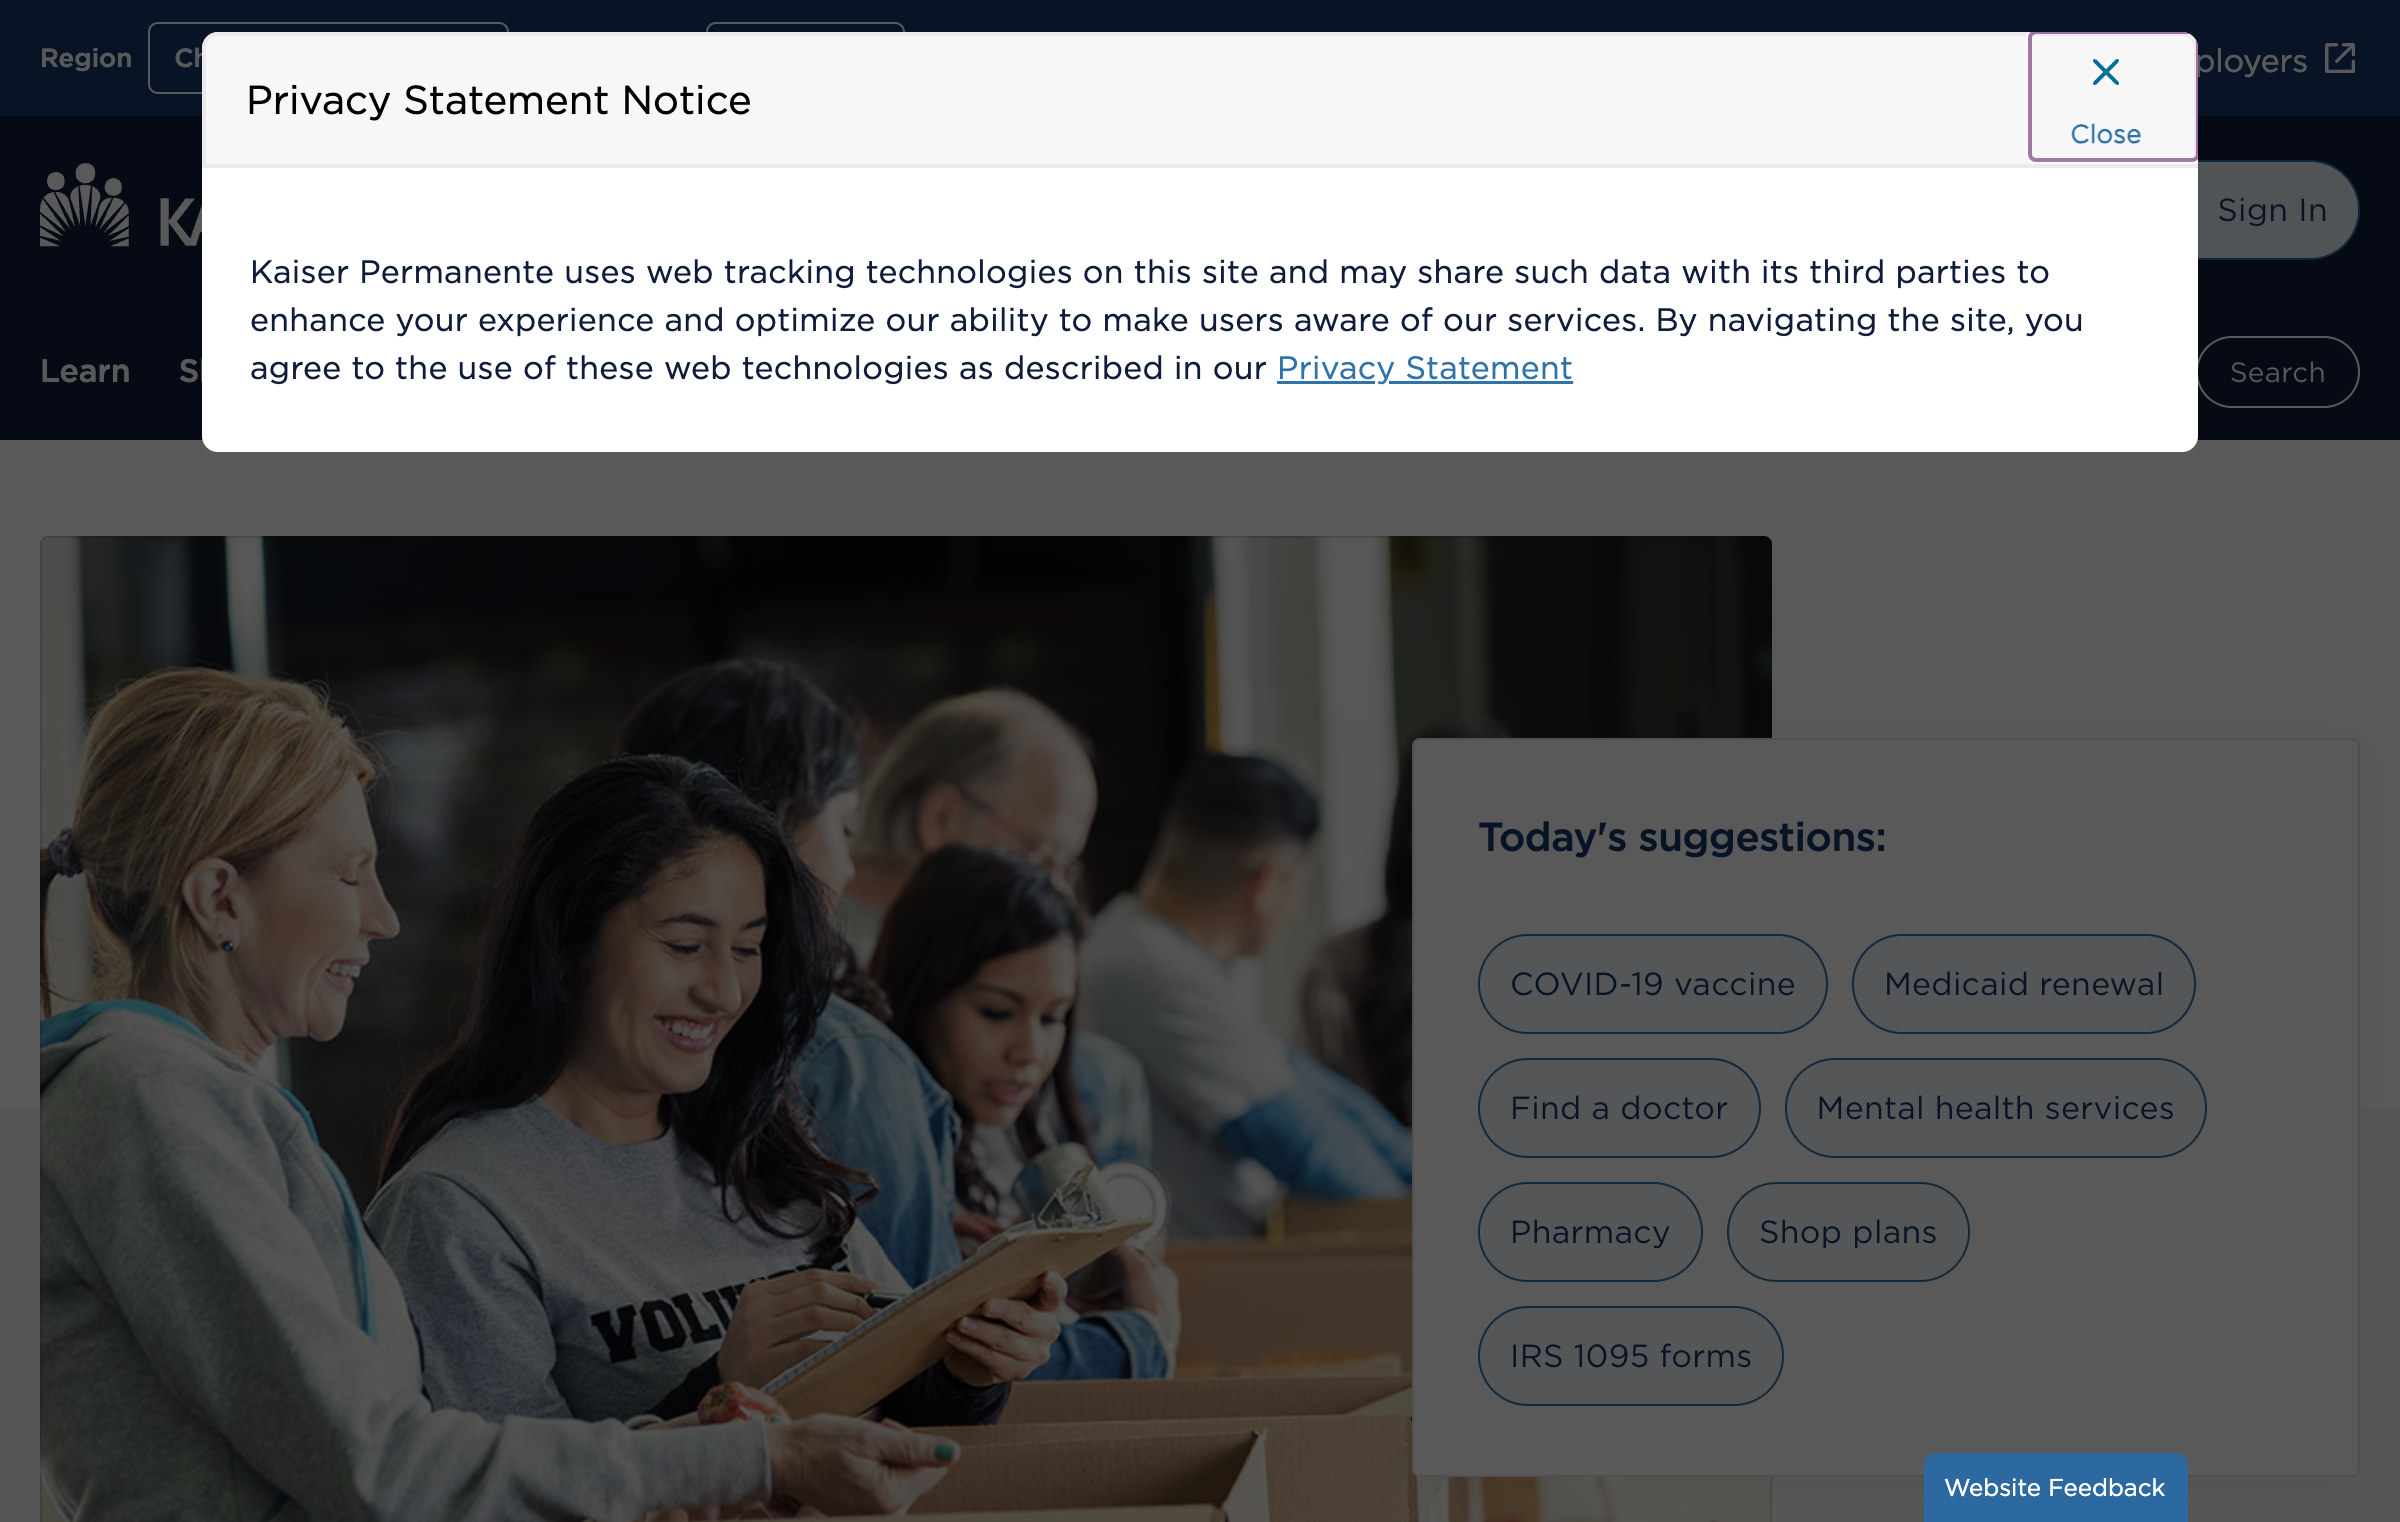 Region
Privacy Statement Notice
Close
Sign In
Kaiser Permanente uses web tracking technologies on this site and may share such data with its third parties to
enhance your experience and optimize our ability to make users aware of our services. By navigating the site, you
agree to the use of these web technologies as described in our Privacy Statement
Learn
Search
Today's suggestions:
COVID-19 vaccine
Medicaid renewal
Find a doctor
Mental health services
Pharmacy
Shop plans
IRS 1095 forms
Website Feedback